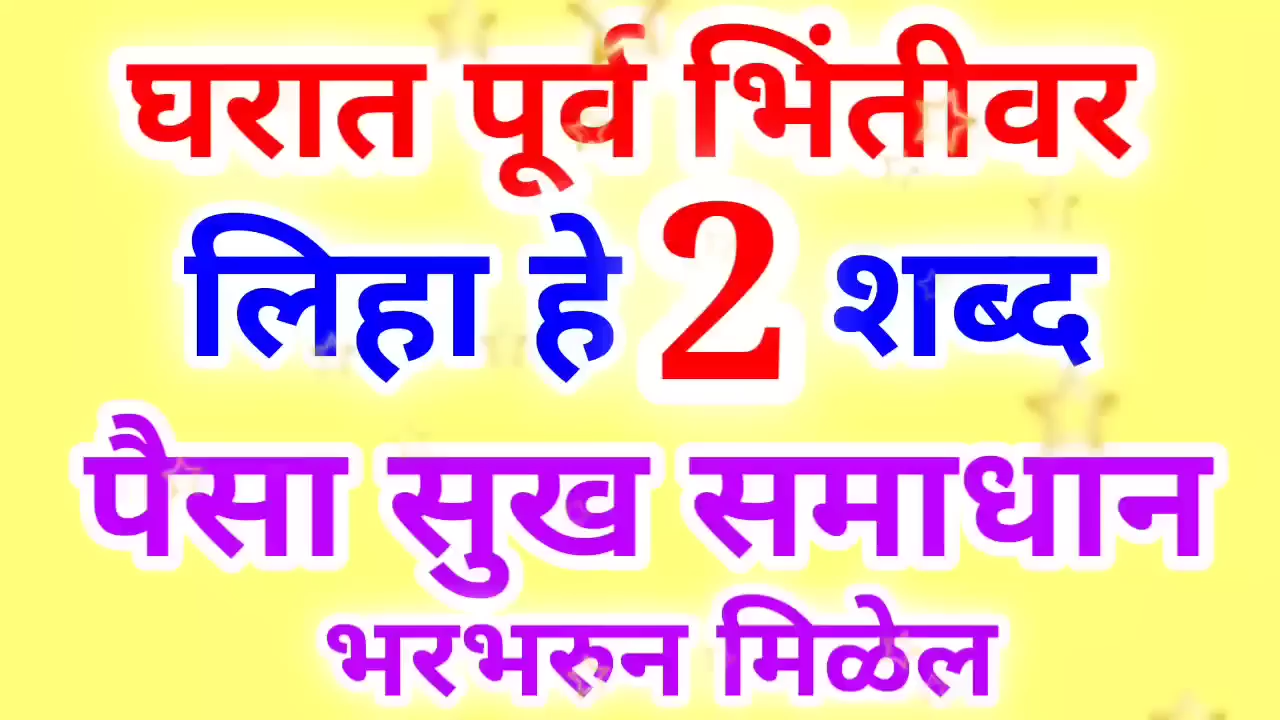 घरात पूर्व भिंतीवर
लिहा हे 2 शब्द
पैसा सुख समाधान
भरभरुन मिळेल